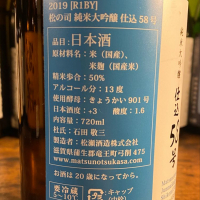 2019 [R1BY]
松の司 純米大吟醸 仕込58号
品目 日本酒
原材料名：米（国産）、
米麹（国産米）
精米歩合：50％
アルコール分：13度
使用酵母：きょうかい901号
日本酒度：+3 酸度：1.6
内容量：720ml
杜氏：石田 敬三
製造者：松瀬酒造株式会社
滋賀県蒲生郡竜王町弓削475
www.matsunotsukasa.com
お酒は20歳になってから。
要冷蔵
5～10℃
キャップ
純米大吟醸
仕込